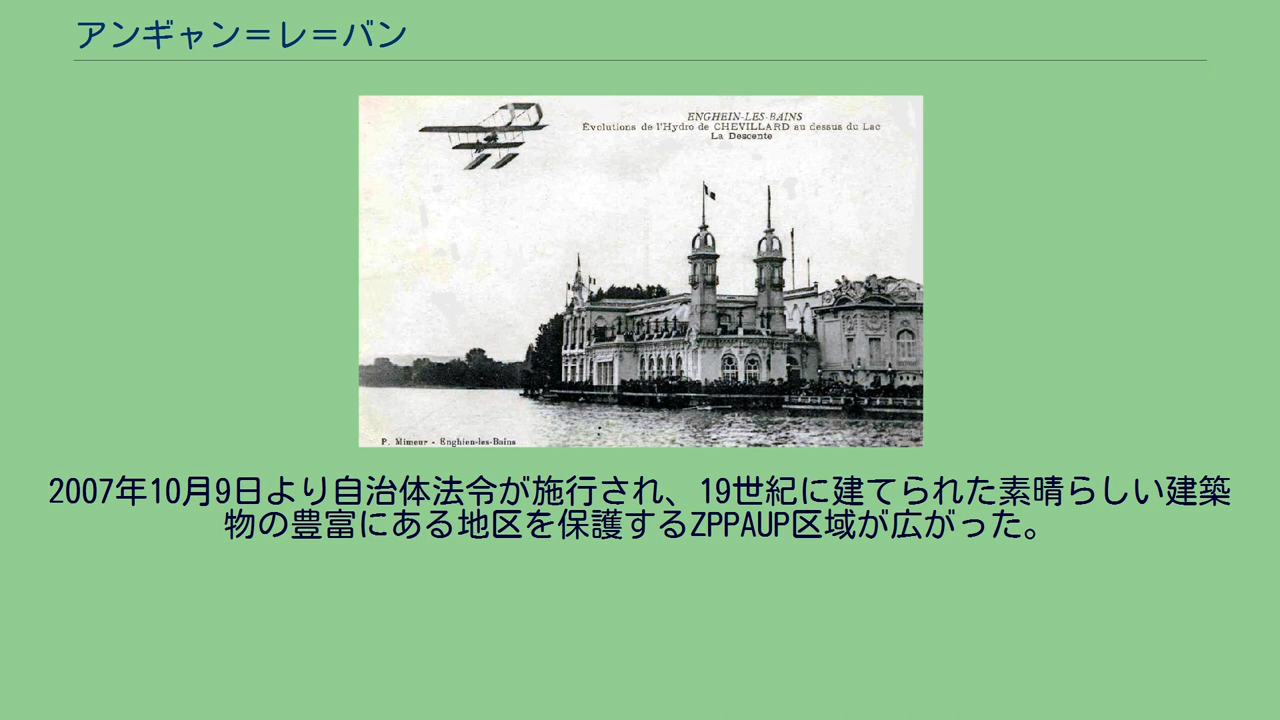 アンギャン＝レ＝バン
ENGHEIN-LES-BAINS
Évolutions de l'Hydro de CHEVILLARD au dessus du Lac
La Descente
P. Mimeur - Enghien-les-Bains
2007年10月9日より自治体法令が施行され、19世紀に建てられた素晴らしい建築
物の豊富にある地区を保護するZPPAUP区域が広がった。